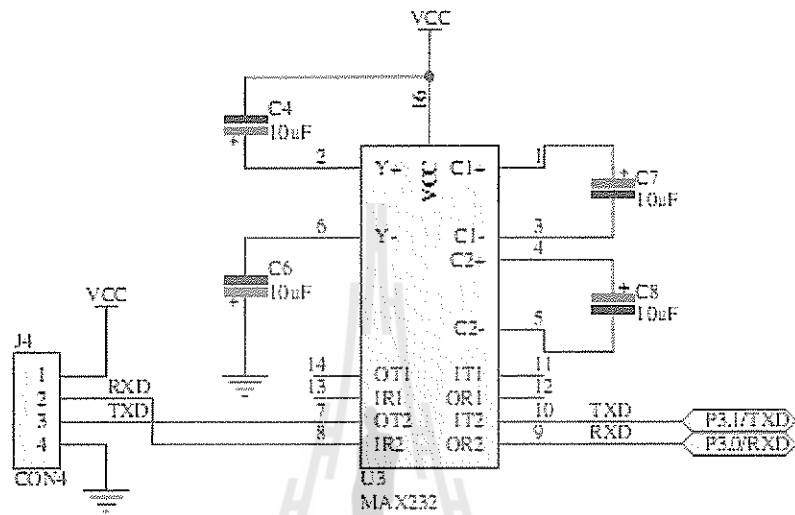 VCC
16
C4
10uF
2
V+
VCC
C1+
1
C7
10uF
6
V-
C1-
3
C2+
4
C6
10uF
C8
10uF
C2-
5
VCC
J4
1
2
3
4
CON4
RXD
TXD
14
OT1
IT1
11
13
IR1
OR1
12
7
OT2
IT2
10
TXD
P3.1/TXD
8
IR2
OR2
9
RXD
P3.0/RXD
U3
MAX232